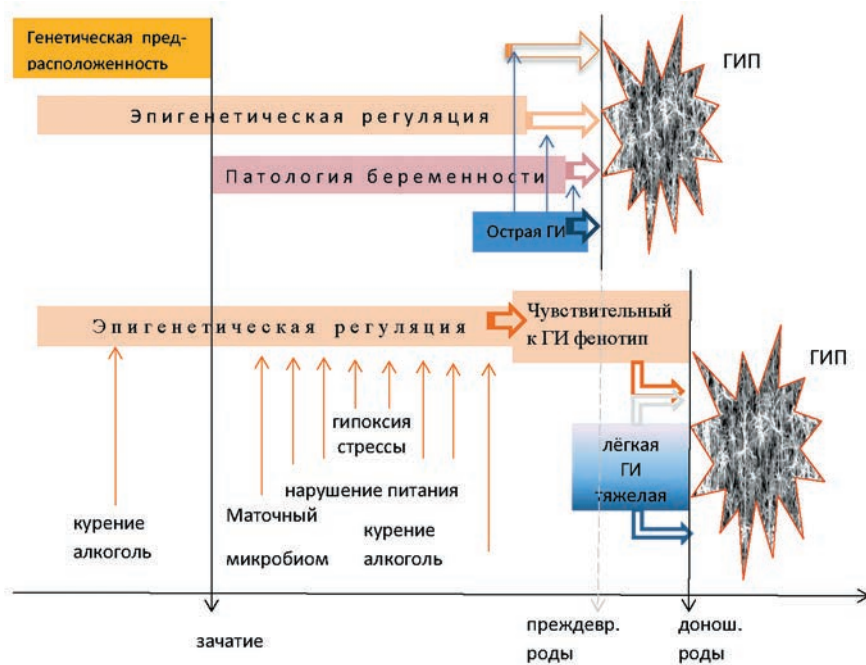 Генетическая пред-
расположенность
ГИП
Эпигенетическая регуляция
Патология беременности
Острая ГИ
Эпигенетическая регуляция
Чувствительный
к ГИ фенотип
ГИП
гипоксия
стрессы
лёгкая
ГИ
тяжелая
нарушение питания
Маточный
микробиом
курение
алкоголь
курение
алкоголь
зачатие
преждевр.
роды
донош.
роды